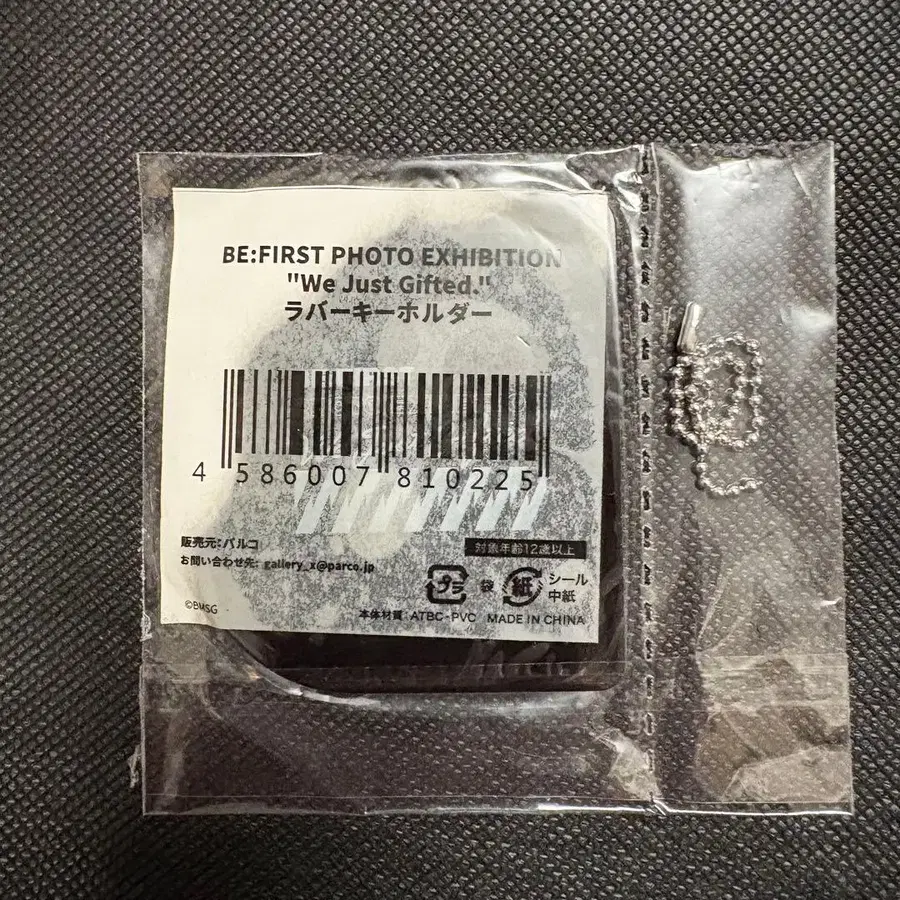 BE:FIRST PHOTO EXHIBITION
"We Just Gifted."
ラバーキーホルダー
4 586007 810225
販売元：パルコ
お問い合わせ先: gallery_x@parco.jp
対象年齢12歳以上
プラ 袋 紙 シール
中紙
©BMSG
本体材質：ATBC-PVC MADE IN CHINA